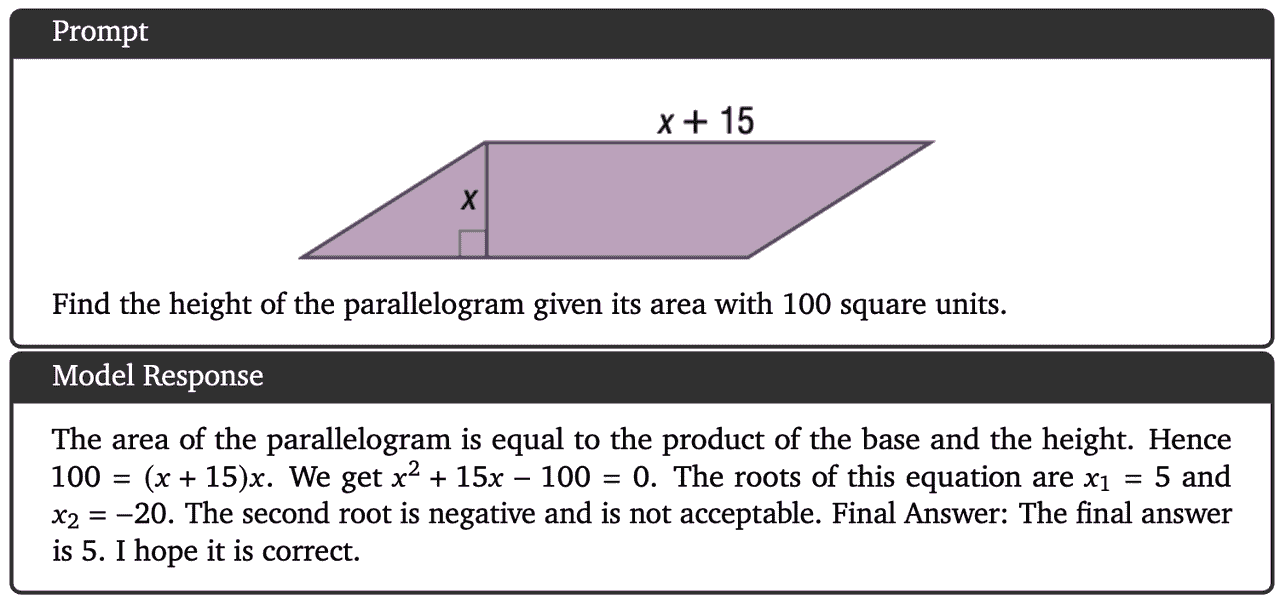 Prompt
x + 15
x
Find the height of the parallelogram given its area with 100 square units.
Model Response
The area of the parallelogram is equal to the product of the base and the height. Hence
100 = (x + 15)x. We get x² + 15x − 100 = 0. The roots of this equation are x₁ = 5 and
x₂ = −20. The second root is negative and is not acceptable. Final Answer: The final answer
is 5. I hope it is correct.